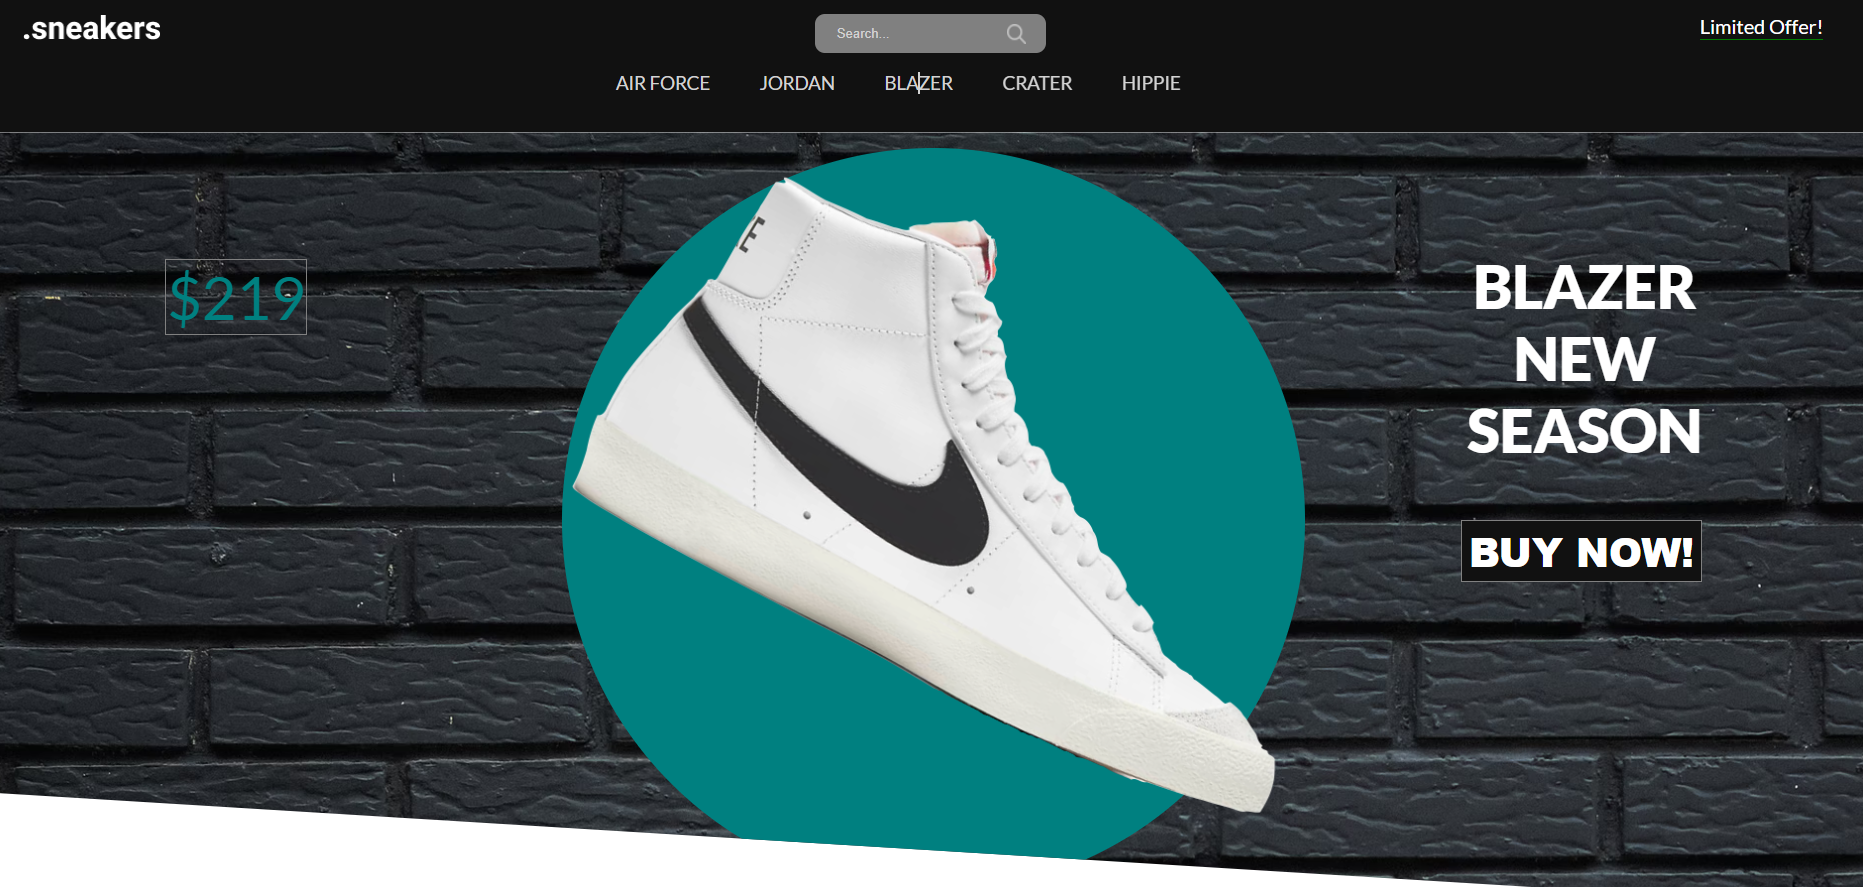 .sneakers
Search...
Limited Offer!
AIR FORCE
JORDAN
BLAZER
CRATER
HIPPIE
$219
BLAZER
NEW
SEASON
BUY NOW!